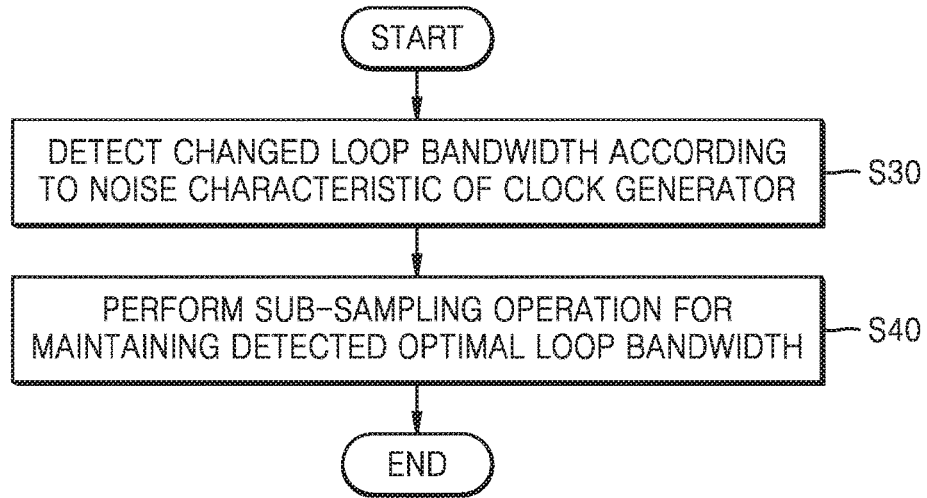 START
DETECT CHANGED LOOP BANDWIDTH ACCORDING
TO NOISE CHARACTERISTIC OF CLOCK GENERATOR
S30
PERFORM SUB-SAMPLING OPERATION FOR
MAINTAINING DETECTED OPTIMAL LOOP BANDWIDTH
S40
END